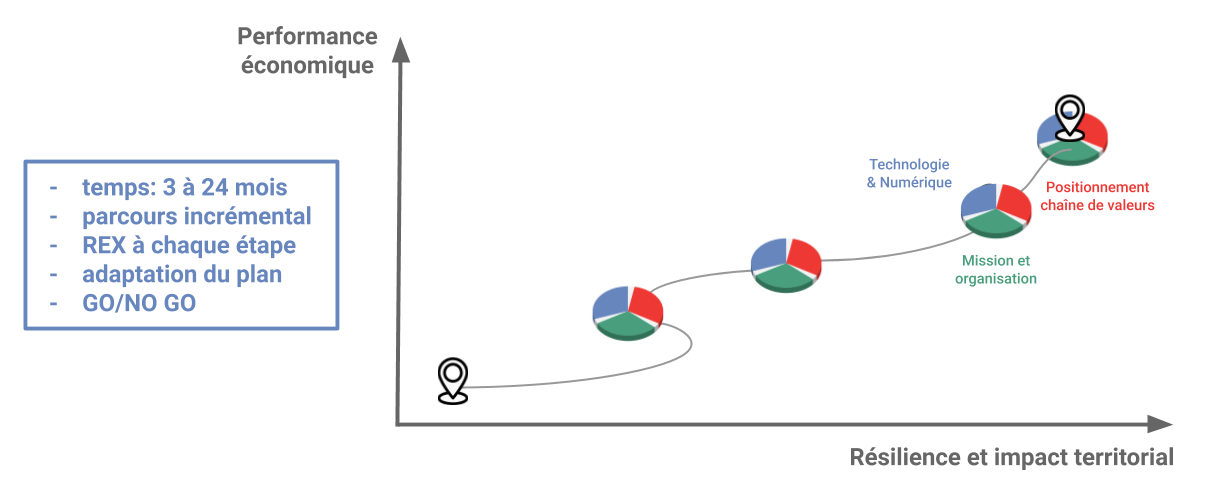 Performance
économique
- temps: 3 à 24 mois
- parcours incrémental
- REX à chaque étape
- adaptation du plan
- GO/NO GO
Technologie
& Numérique
Positionnement
chaîne de valeurs
Mission et
organisation
Résilience et impact territorial